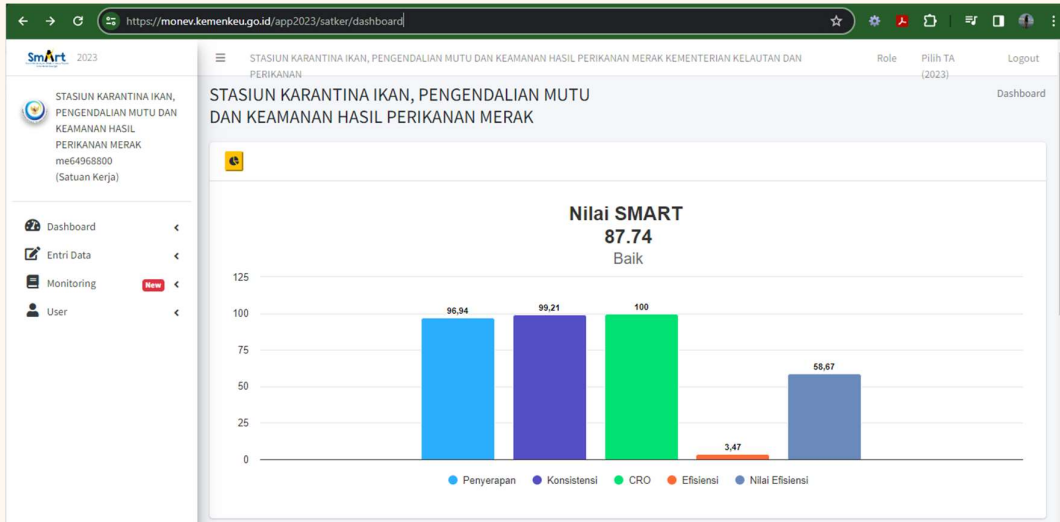 https://monev.kemenkeu.go.id/app2023/satker/dashboard
SmArt 2023
STASIUN KARANTINA IKAN, PENGENDALIAN MUTU DAN KEAMANAN HASIL PERIKANAN MERAK KEMENTERIAN KELAUTAN DAN
PERIKANAN
Role
Pilih TA
(2023)
Logout
STASIUN KARANTINA IKAN,
PENGENDALIAN MUTU DAN
KEAMANAN HASIL
PERIKANAN MERAK
me64968800
(Satuan Kerja)
Dashboard
Entri Data
Monitoring New
User
STASIUN KARANTINA IKAN, PENGENDALIAN MUTU
DAN KEAMANAN HASIL PERIKANAN MERAK
Dashboard
Nilai SMART
87.74
Baik
125
100
75
50
25
0
96,94
99,21
100
3,47
58,67
Penyerapan Konsistensi CRO Efisiensi Nilai Efisiensi